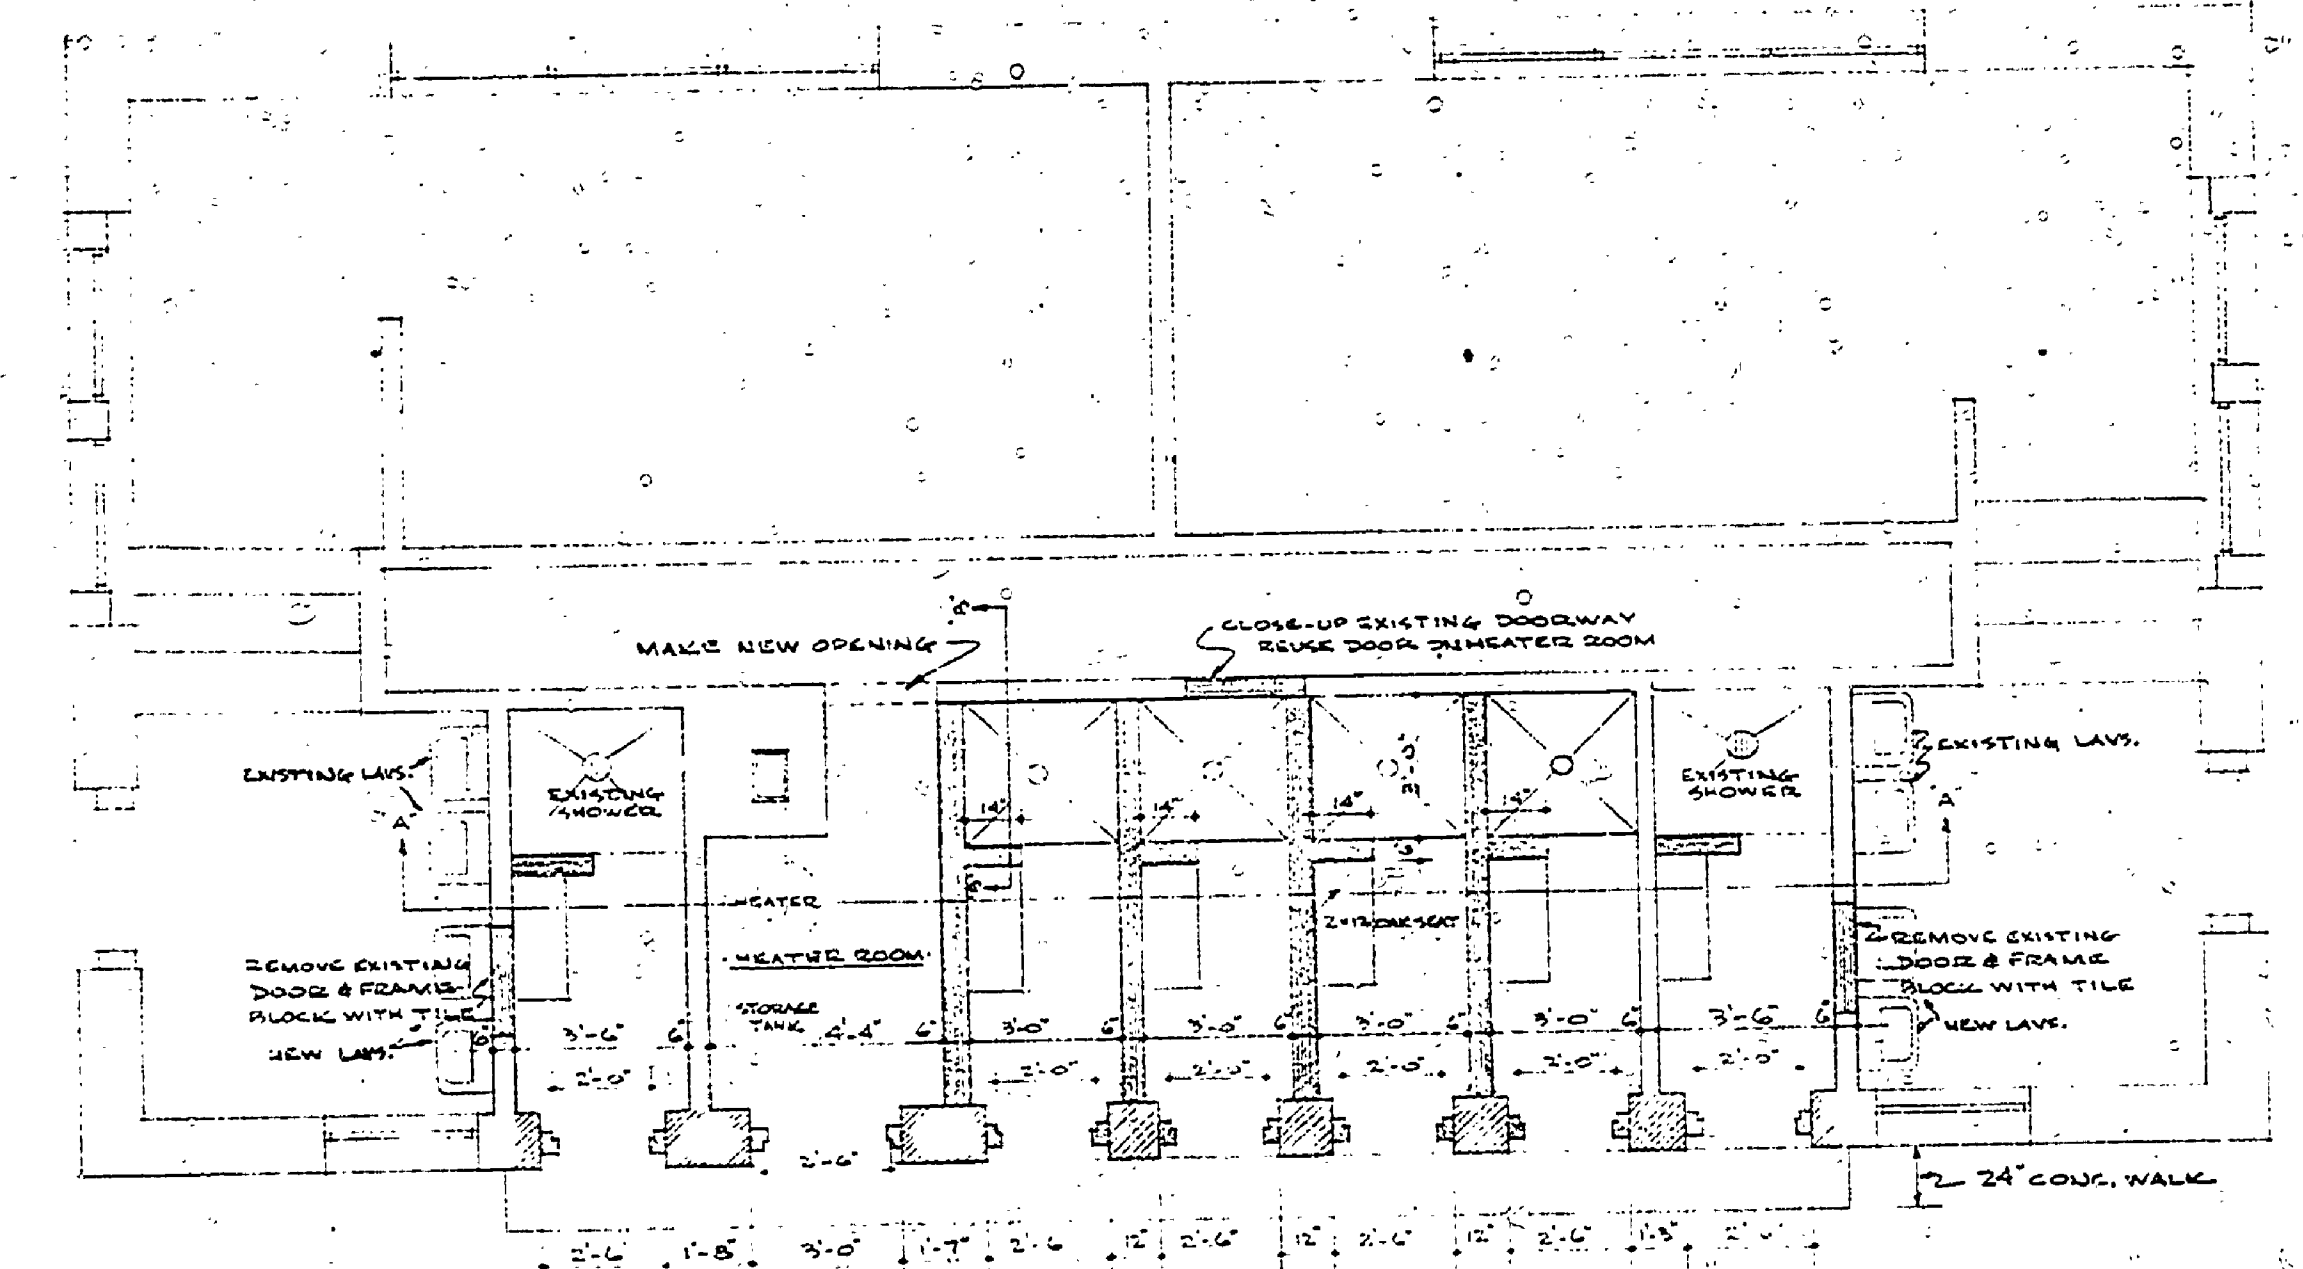 MAKE NEW OPENING
CLOSE-UP EXISTING DOORWAY
REUSE DOOR IN HEATER ROOM
EXISTING LAVS.
EXISTING
SHOWER
14"
14"
14"
14"
3'-0"
EXISTING
SHOWER
EXISTING LAVS.
"A"
"A"
HEATER
2x12 OAK SEAT
HEATER ROOM
STORAGE
TANK
REMOVE EXISTING
DOOR & FRAME
BLOCK WITH TILE
NEW LAVS.
REMOVE EXISTING
DOOR & FRAME
BLOCK WITH TILE
NEW LAVS.
6" 3'-6" 6" 4'-4" 6" 3'-0" 6" 3'-0" 6" 3'-0" 6" 3'-0" 6" 3'-6" 6"
2'-0" 2'-0" 2'-0" 2'-0" 2'-0" 2'-0"
2'-6"
24" CONC. WALK
2'-6" 1'-8" 3'-0" 1'-7" 2'-6 12" 2'-6" 12" 2'-6" 12" 2'-6" 1'-3"